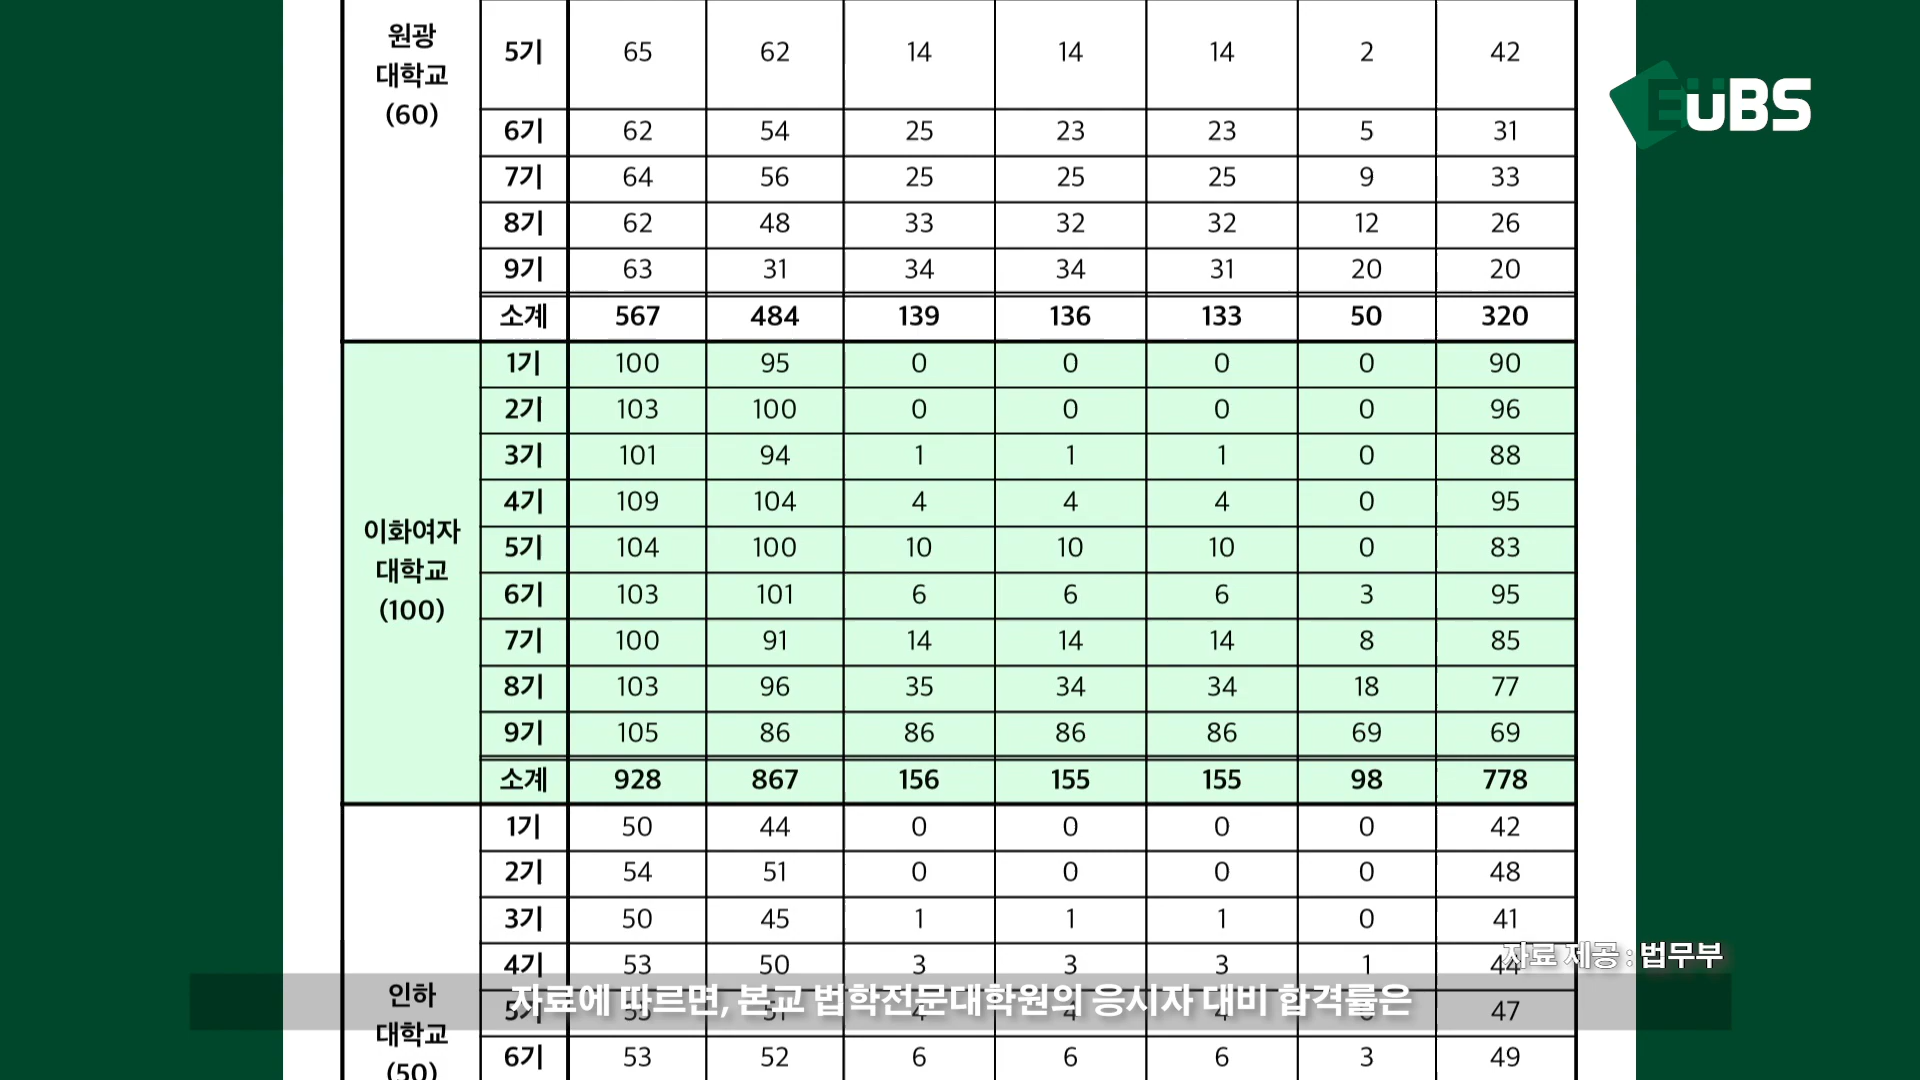 원광
대학교
(60)
5기 65 62 14 14 14 2 42
6기 62 54 25 23 23 5 31
7기 64 56 25 25 25 9 33
8기 62 48 33 32 32 12 26
9기 63 31 34 34 31 20 20
소계 567 484 139 136 133 50 320
이화여자
대학교
(100)
1기 100 95 0 0 0 0 90
2기 103 100 0 0 0 0 96
3기 101 94 1 1 1 0 88
4기 109 104 4 4 4 0 95
5기 104 100 10 10 10 0 83
6기 103 101 6 6 6 3 95
7기 100 91 14 14 14 8 85
8기 103 96 35 34 34 18 77
9기 105 86 86 86 86 69 69
소계 928 867 156 155 155 98 778
인하
대학교
(50)
1기 50 44 0 0 0 0 42
2기 54 51 0 0 0 0 48
3기 50 45 1 1 1 0 41
4기 53 50 3 3 3 1 44
5기 47
6기 53 52 6 6 6 3 49
EUBS
자료 제공 : 법무부
자료에 따르면, 본교 법학전문대학원의 응시자 대비 합격률은